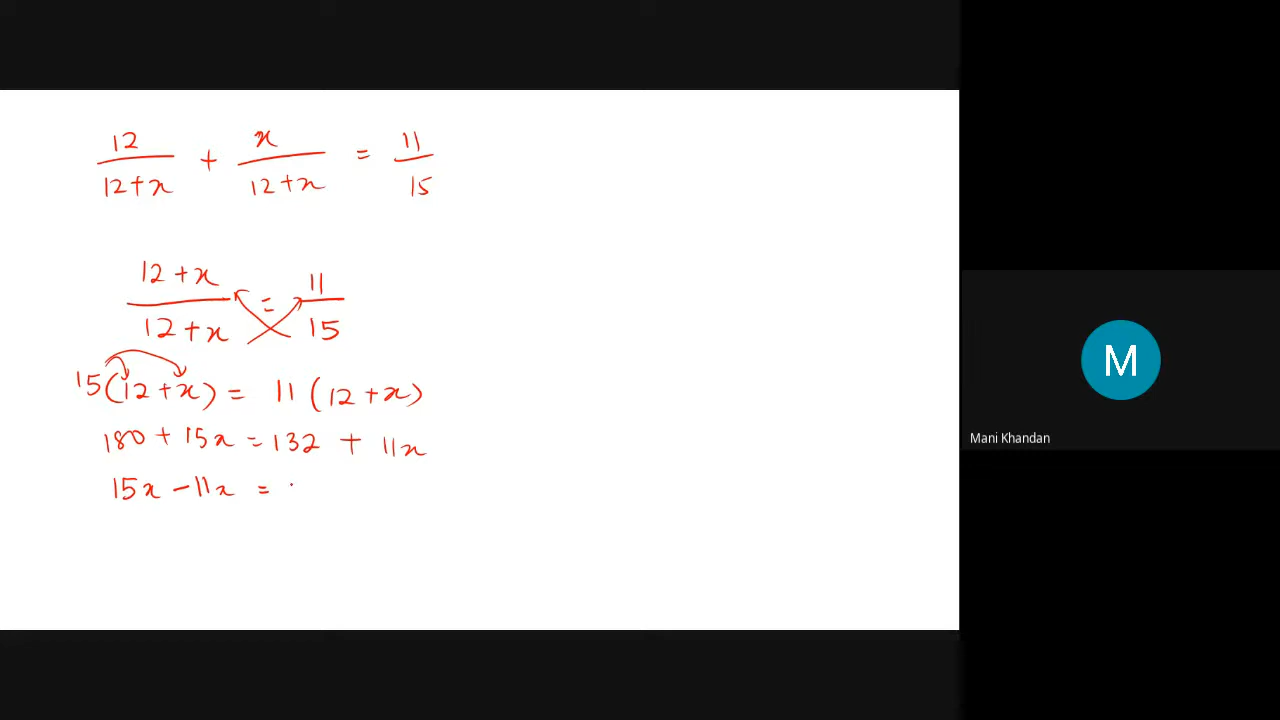 12/(12+x) + x/(12+x) = 11/15
(12+x)/(12+x) = 11/15
15(12+x) = 11(12+x)
180 + 15x = 132 + 11x
15x - 11x =
M
Mani Khandan